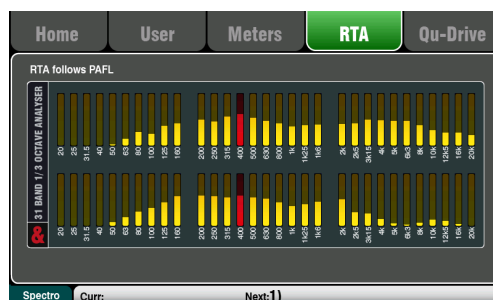 Home User Meters RTA Qu-Drive
RTA follows PAFL
31 BAND 1/3 OCTAVE ANALYSER
20 25 31.5 40 50 63 80 100 125 160 200 250 315 400 500 630 800 1k 1k25 1k6 2k 2k5 3k15 4k 5k 6k3 8k 10k 12k5 16k 20k
20 25 31.5 40 50 63 80 100 125 160 200 250 315 400 500 630 800 1k 1k25 1k6 2k 2k5 3k15 4k 5k 6k3 8k 10k 12k5 16k 20k
&
Spectro Curr: Next:1)